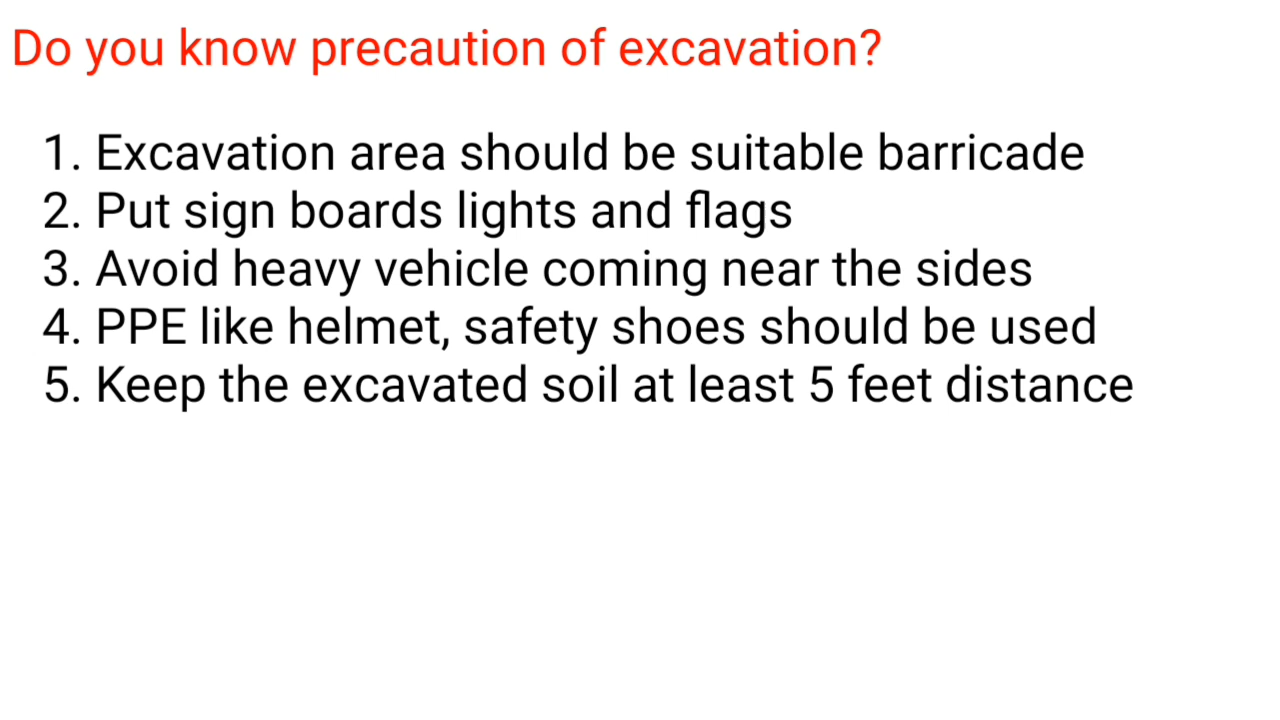 Do you know precaution of excavation?
1. Excavation area should be suitable barricade
2. Put sign boards lights and flags
3. Avoid heavy vehicle coming near the sides
4. PPE like helmet, safety shoes should be used
5. Keep the excavated soil at least 5 feet distance